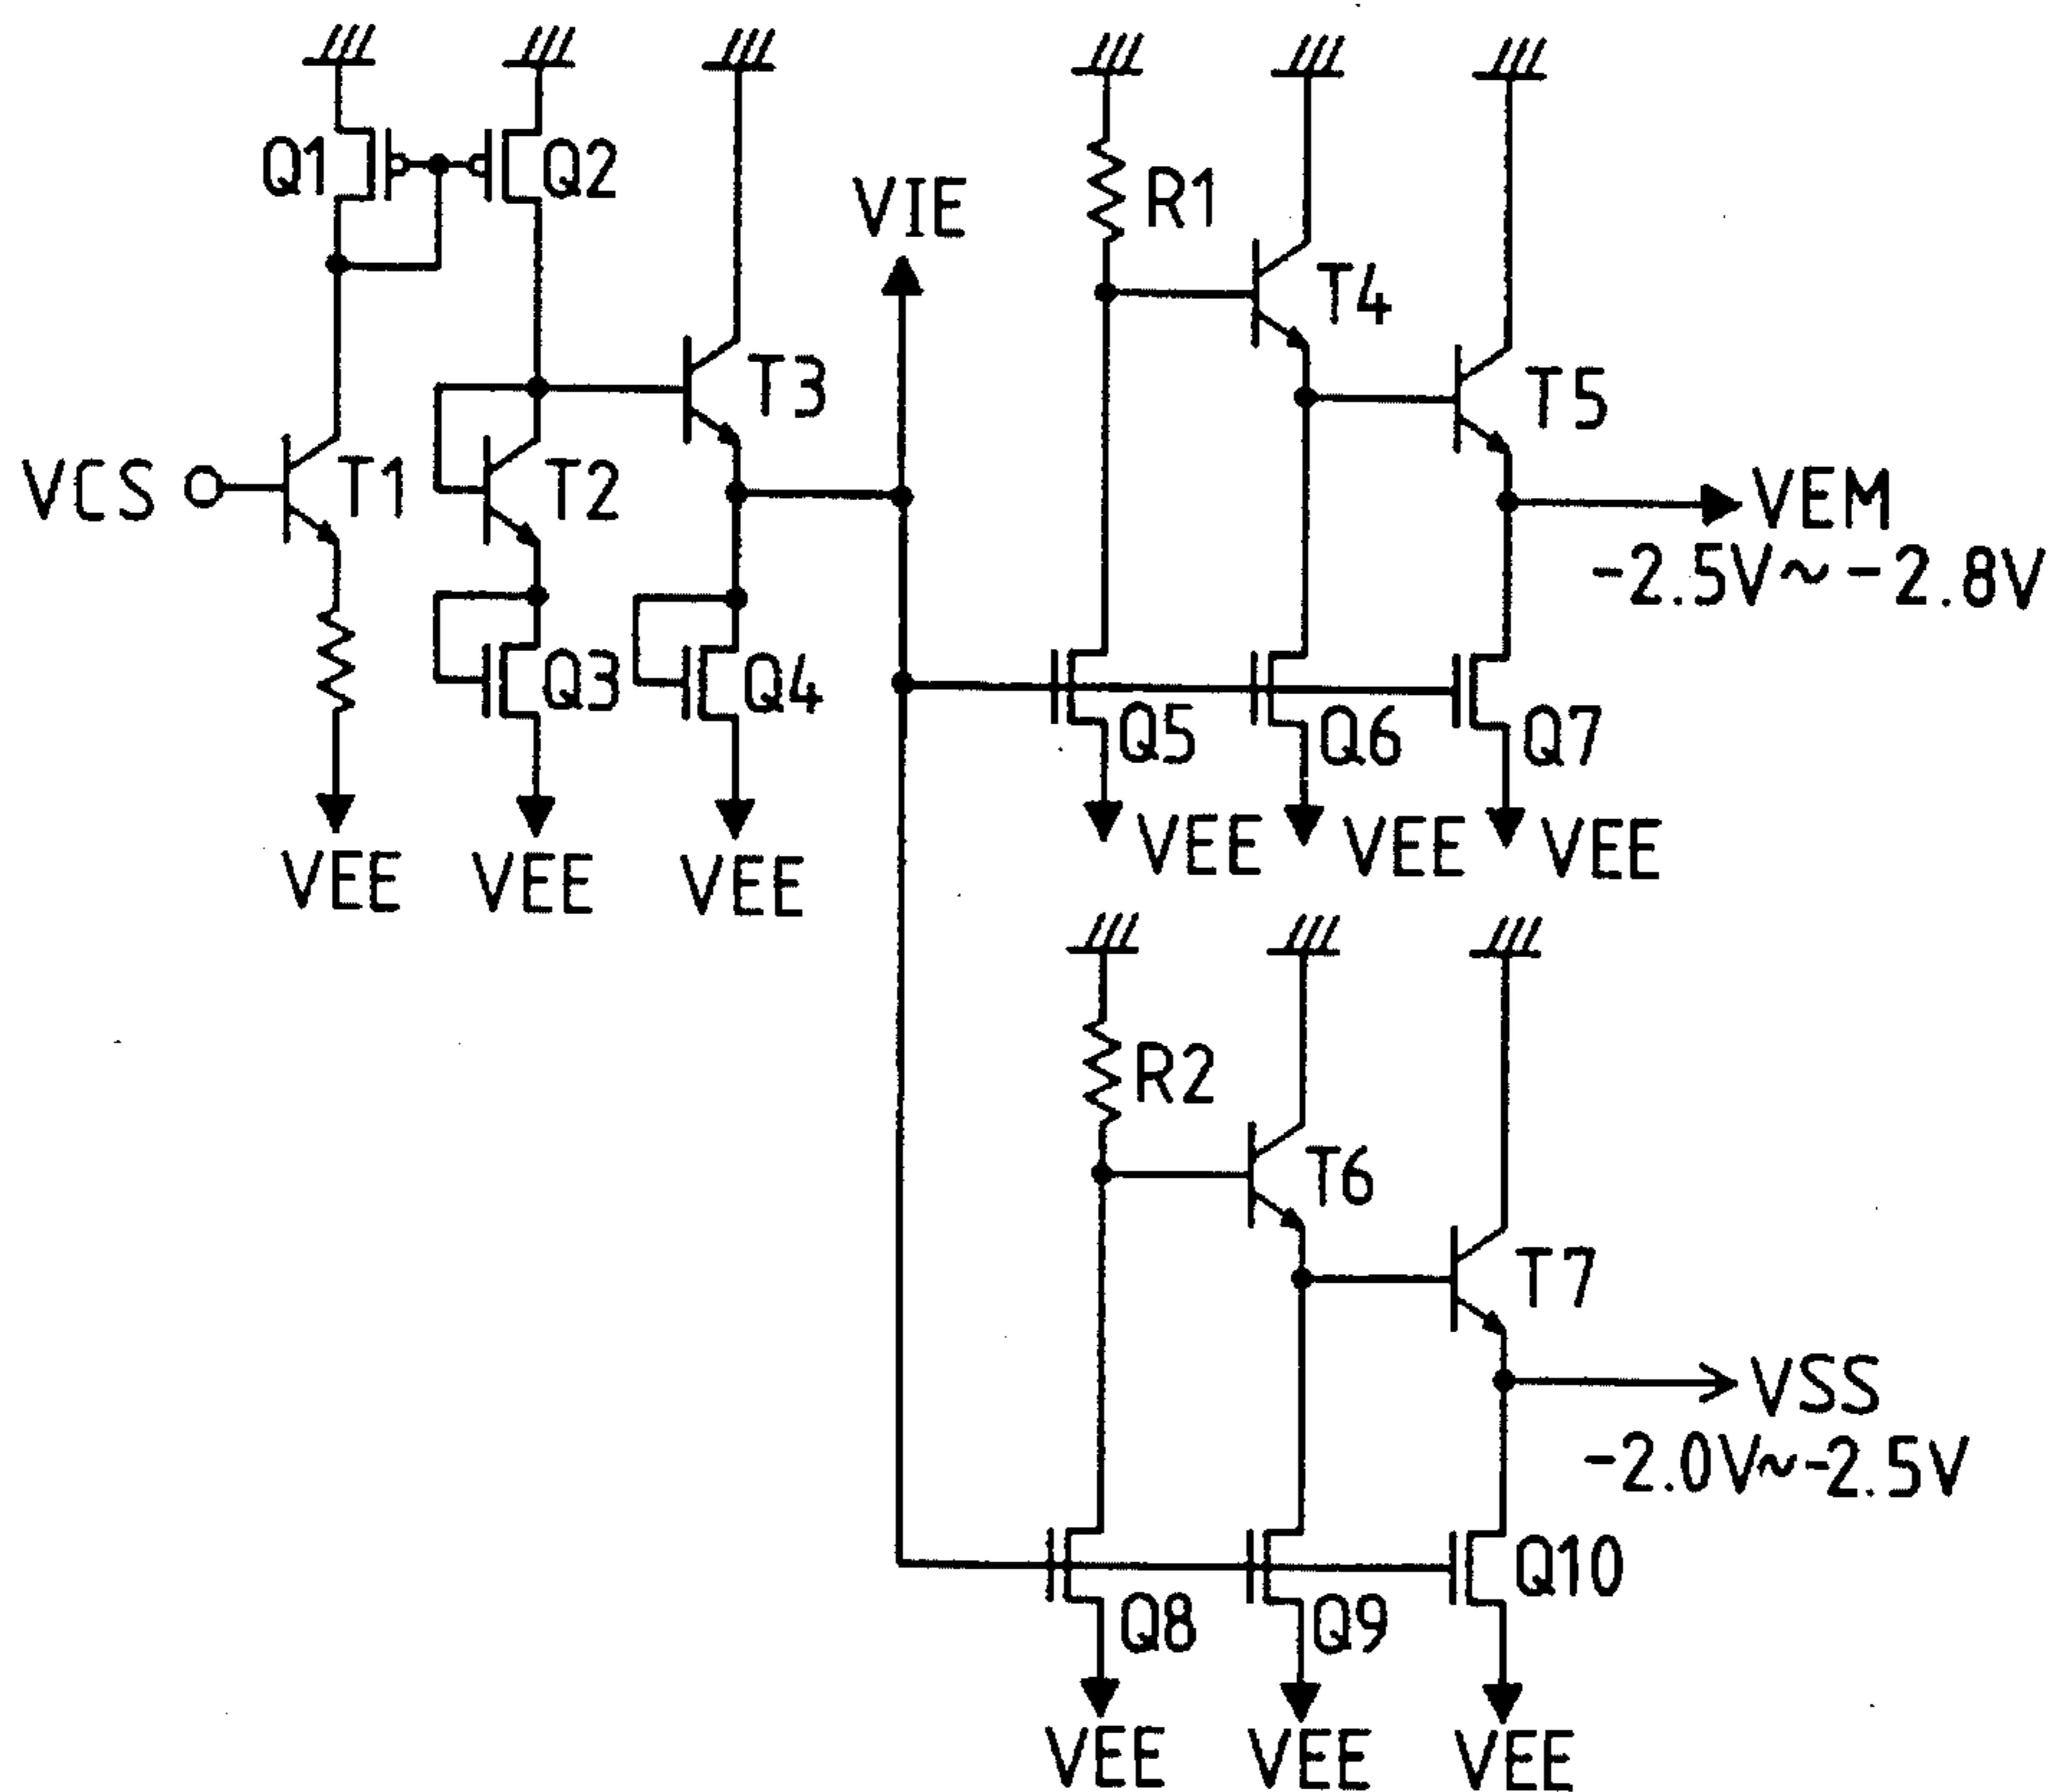 Q1
Q2
VIE
R1
T4
T3
T5
VCS
T1
T2
VEM
-2.5V~-2.8V
Q3
Q4
Q5
Q6
Q7
VEE
VEE
VEE
VEE
VEE
VEE
R2
T6
T7
VSS
-2.0V~-2.5V
Q10
Q8
Q9
VEE
VEE
VEE